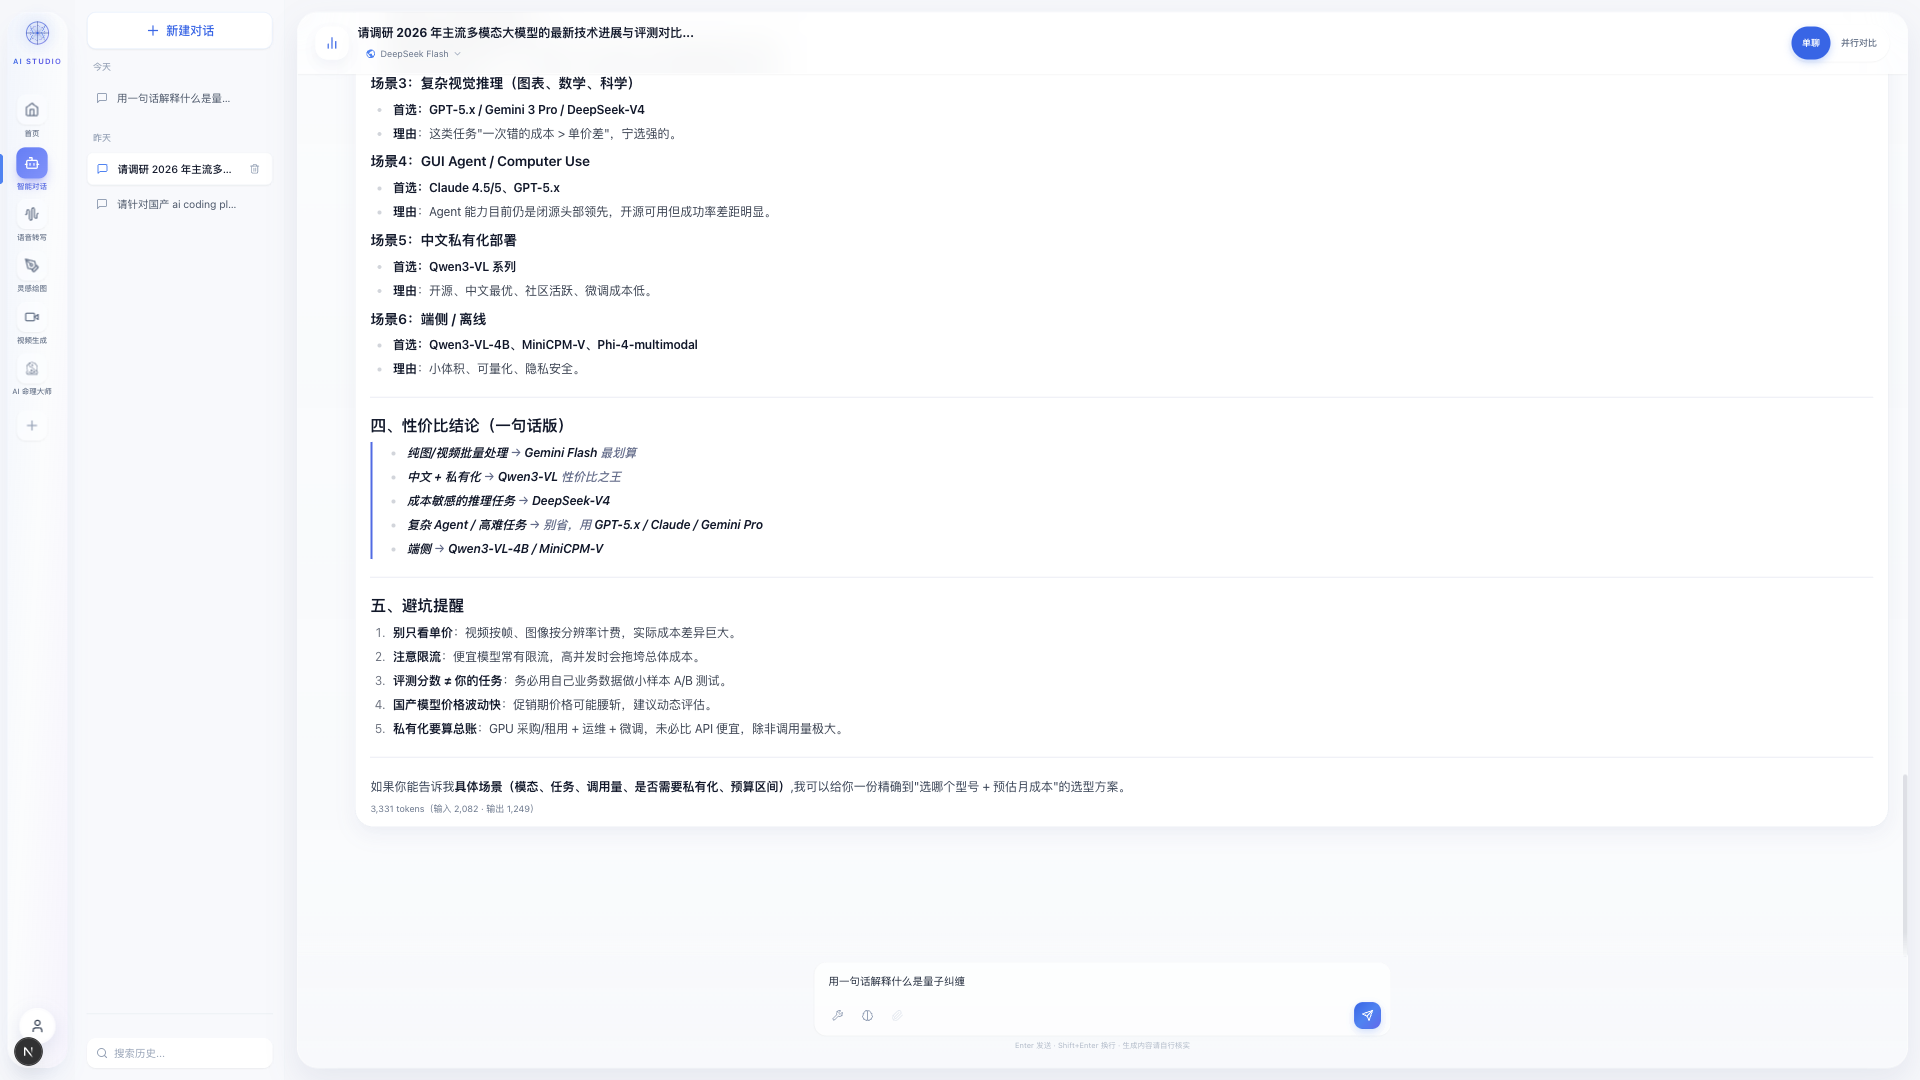 AI STUDIO
首页
智能对话
语音转写
灵感绘图
视频生成
AI 命理大师
N
新建对话
今天
用一句话解释什么是量...
昨天
请调研 2026 年主流多...
请针对国产 ai coding pl...
搜索历史...
请调研 2026 年主流多模态大模型的最新技术进展与评测对比...
DeepSeek Flash
单聊
并行对比
场景3：复杂视觉推理（图表、数学、科学）
首选：GPT-5.x / Gemini 3 Pro / DeepSeek-V4
理由：这类任务"一次错的成本 > 单价差"，宁选强的。
场景4：GUI Agent / Computer Use
首选：Claude 4.5/5、GPT-5.x
理由：Agent 能力目前仍是闭源头部领先，开源可用但成功率差距明显。
场景5：中文私有化部署
首选：Qwen3-VL 系列
理由：开源、中文最优、社区活跃、微调成本低。
场景6：端侧 / 离线
首选：Qwen3-VL-4B、MiniCPM-V、Phi-4-multimodal
理由：小体积、可量化、隐私安全。
四、性价比结论（一句话版）
纯图/视频批量处理 → Gemini Flash 最划算
中文 + 私有化 → Qwen3-VL 性价比之王
成本敏感的推理任务 → DeepSeek-V4
复杂 Agent / 高难任务 → 别省，用 GPT-5.x / Claude / Gemini Pro
端侧 → Qwen3-VL-4B / MiniCPM-V
五、避坑提醒
1. 别只看单价：视频按帧、图像按分辨率计费，实际成本差异巨大。
2. 注意限流：便宜模型常有限流，高并发时会拖垮总体成本。
3. 评测分数 ≠ 你的任务：务必用自己业务数据做小样本 A/B 测试。
4. 国产模型价格波动快：促销期价格可能腰斩，建议动态评估。
5. 私有化要算总账：GPU 采购/租用 + 运维 + 微调，未必比 API 便宜，除非调用量极大。
如果你能告诉我具体场景（模态、任务、调用量、是否需要私有化、预算区间）,我可以给你一份精确到"选哪个型号 + 预估月成本"的选型方案。
3,331 tokens（输入 2,082 · 输出 1,249）
用一句话解释什么是量子纠缠
Enter 发送 · Shift+Enter 换行 · 生成内容请自行核实